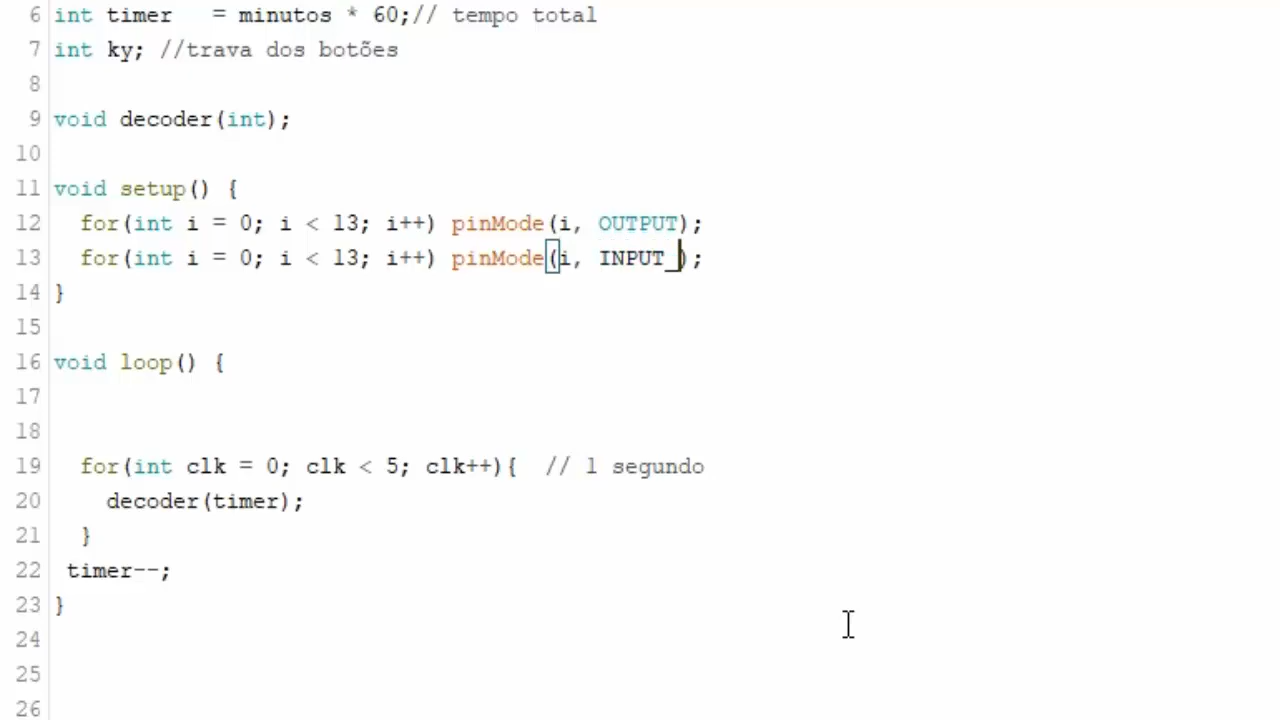 6 int timer   = minutos * 60;// tempo total
7 int ky; //trava dos botões
8
9 void decoder(int);
10
11 void setup() {
12   for(int i = 0; i < 13; i++) pinMode(i, OUTPUT);
13   for(int i = 0; i < 13; i++) pinMode(i, INPUT_);
14 }
15
16 void loop() {
17
18
19   for(int clk = 0; clk < 5; clk++){  // 1 segundo
20     decoder(timer);
21   }
22  timer--;
23 }
24
25
26